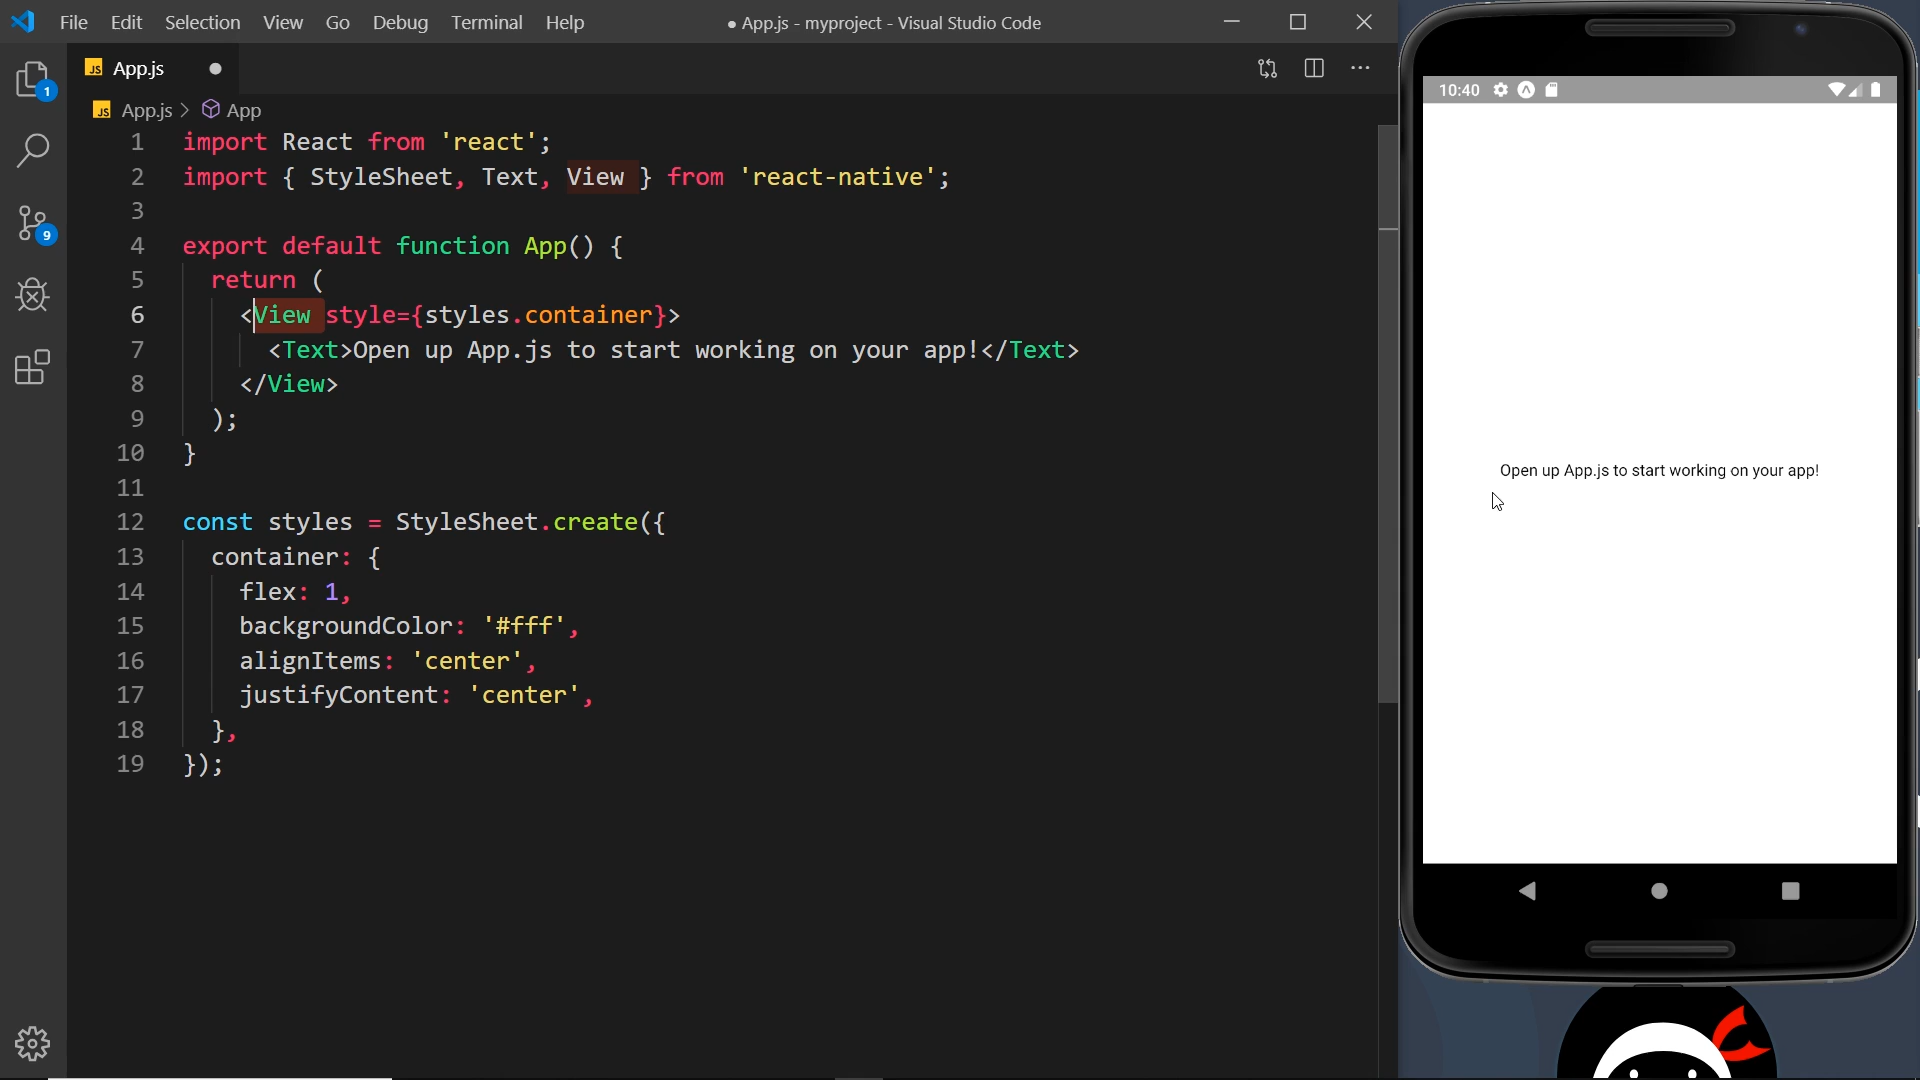 File Edit Selection View Go Debug Terminal Help
● App.js - myproject - Visual Studio Code
JS App.js ●
JS App.js > App
1
9
1 import React from 'react';
2 import { StyleSheet, Text, View } from 'react-native';
3
4 export default function App() {
5 return (
6 <View style={styles.container}>
7 <Text>Open up App.js to start working on your app!</Text>
8 </View>
9 );
10 }
11
12 const styles = StyleSheet.create({
13 container: {
14 flex: 1,
15 backgroundColor: '#fff',
16 alignItems: 'center',
17 justifyContent: 'center',
18 },
19 });
10:40
Open up App.js to start working on your app!